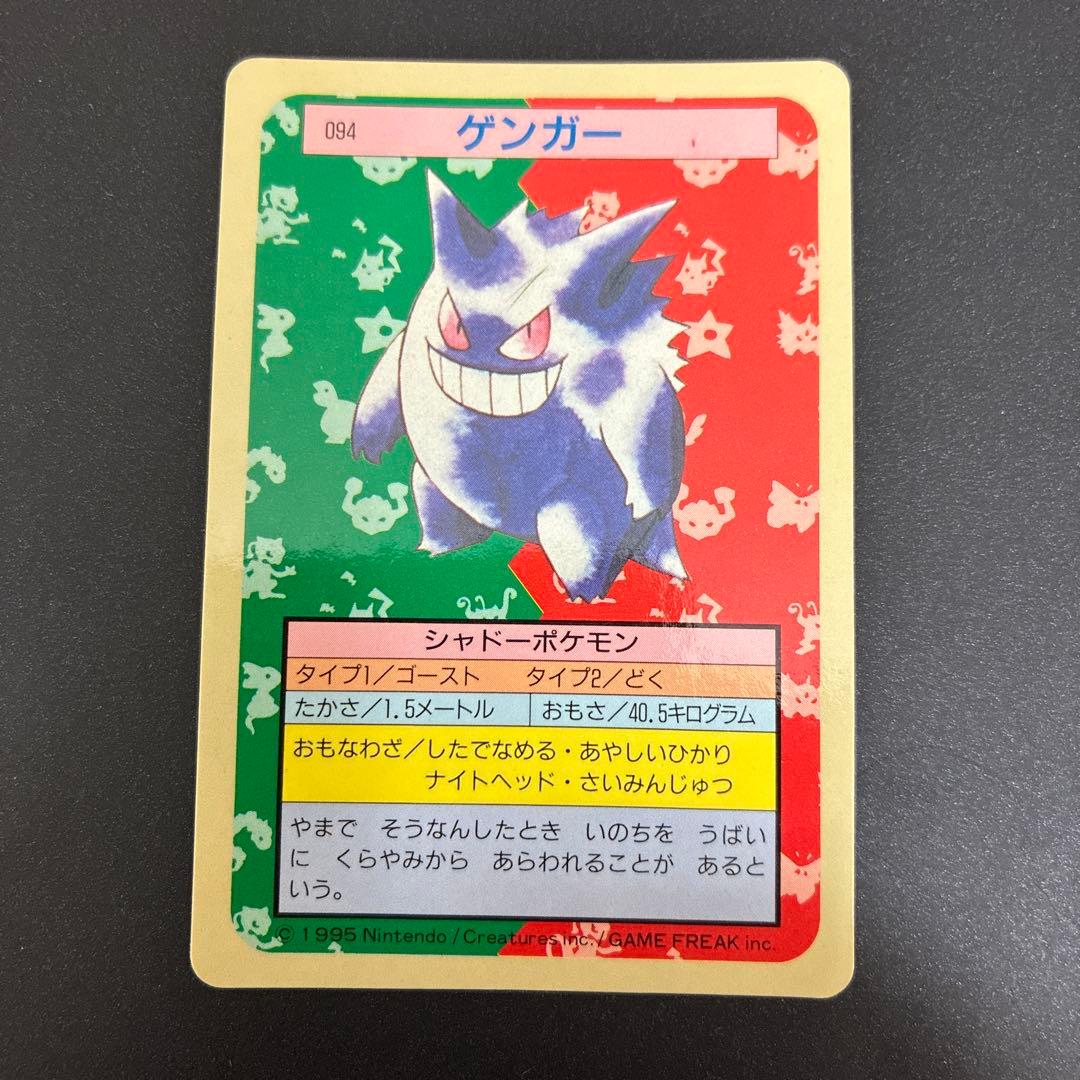 094 ゲンガー
シャドーポケモン
タイプ1／ゴースト タイプ2／どく
たかさ／1.5メートル おもさ／40.5キログラム
おもなわざ／したでなめる・あやしいひかり
ナイトヘッド・さいみんじゅつ
やまで そうなんしたとき いのちを うばい
に くらやみから あらわれることが あると
いう。
© 1995 Nintendo / Creatures inc. / GAME FREAK inc.